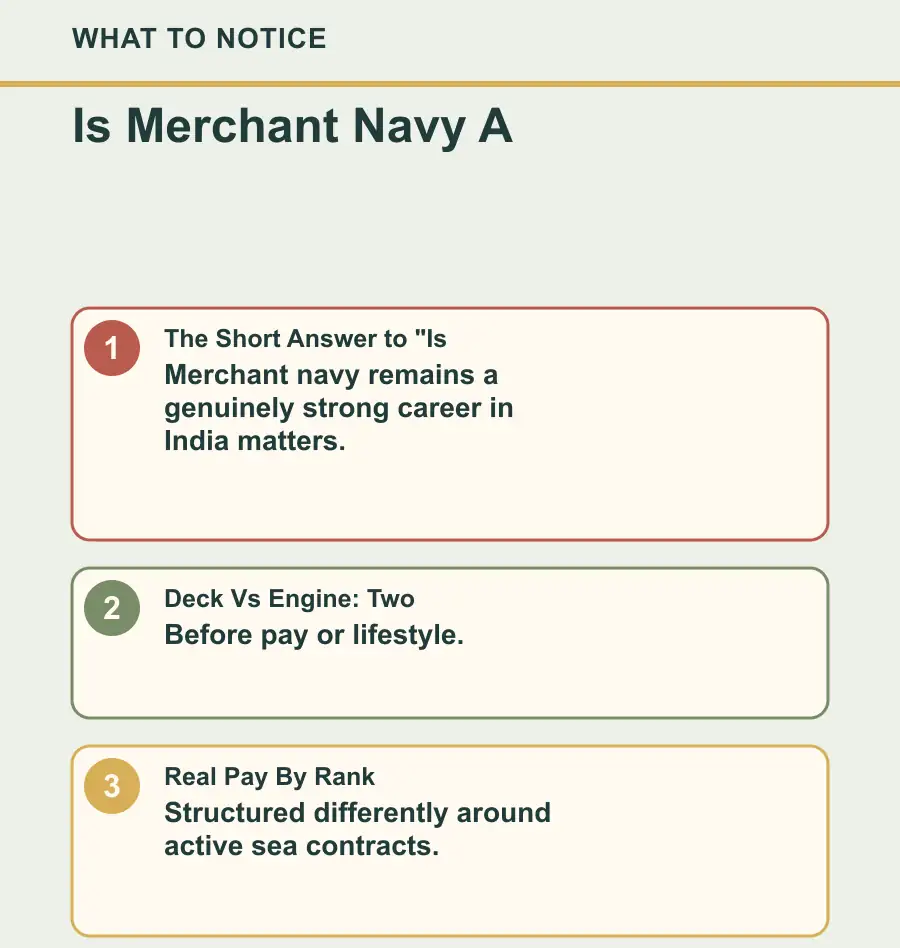 WHAT TO NOTICE
Is Merchant Navy A
1
The Short Answer to "Is
Merchant navy remains a
genuinely strong career in
India matters.
2
Deck Vs Engine: Two
Before pay or lifestyle.
3
Real Pay By Rank
Structured differently around
active sea contracts.